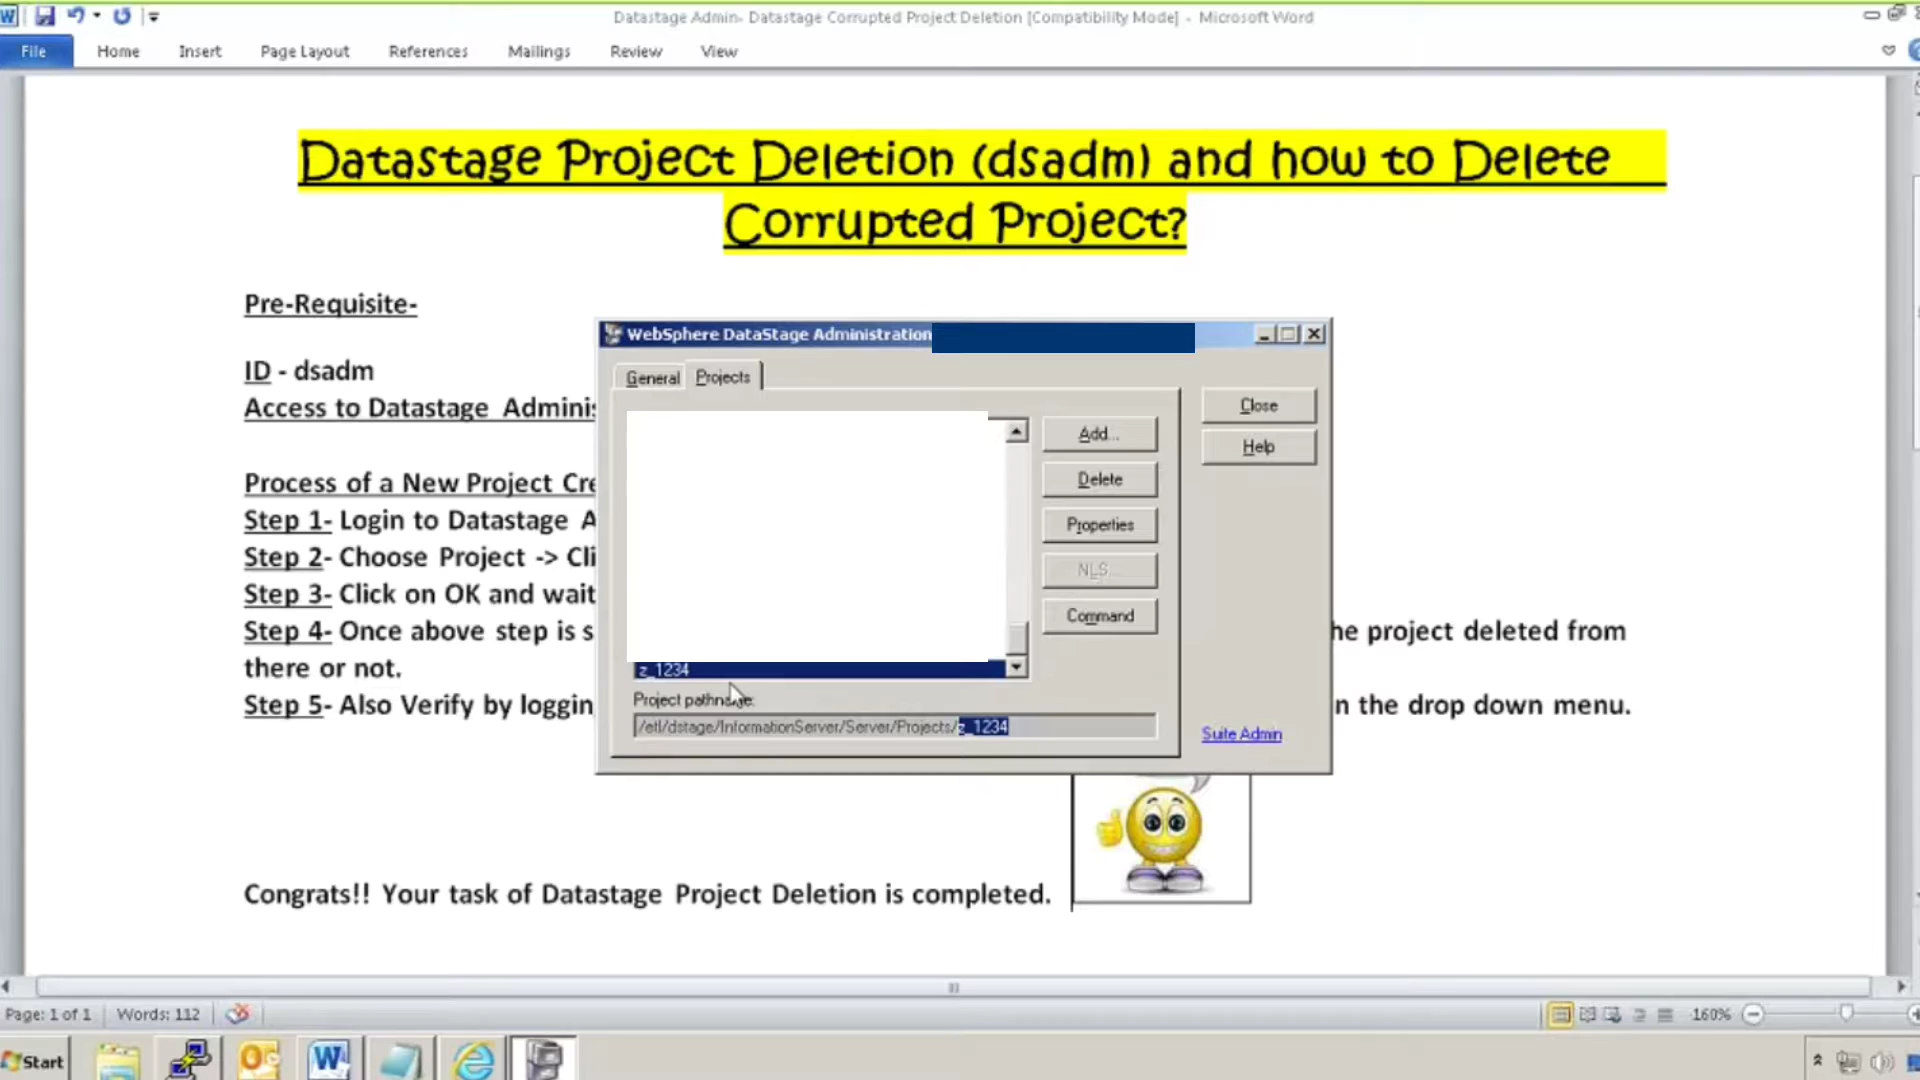 Datastage Admin- Datastage Corrupted Project Deletion [Compatibility Mode] - Microsoft Word
File Home Insert Page Layout References Mailings Review View
Datastage Project Deletion (dsadm) and how to Delete
Corrupted Project?
Pre-Requisite-
ID - dsadm
Access to Datastage Adminis
Process of a New Project Cre
Step 1- Login to Datastage A
Step 2- Choose Project -> Cli
Step 3- Click on OK and wait
Step 4- Once above step is s he project deleted from
there or not.
Step 5- Also Verify by loggin n the drop down menu.
WebSphere DataStage Administration
General Projects
Add...
Delete
Properties
NLS...
Command
Close
Help
z_1234
Project pathname:
/etl/dstage/InformationServer/Server/Projects/z_1234
Suite Admin
Congrats!! Your task of Datastage Project Deletion is completed.
Page: 1 of 1 Words: 112 160%
Start